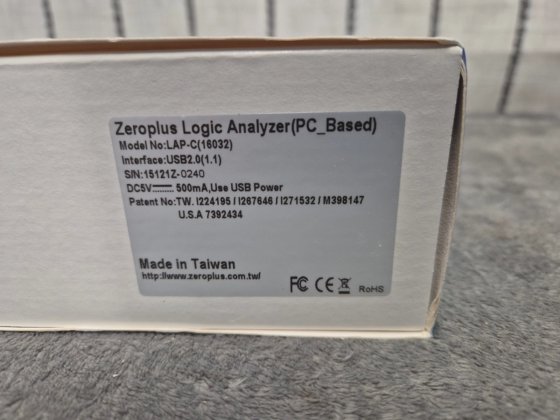 Zeroplus Logic Analyzer(PC_Based)
Model No:LAP-C(16032)
Interface:USB2.0(1.1)
S/N:15121Z-0240
DC5V 500mA,Use USB Power
Patent No:TW. I224195 / I267646 / I271532 / M398147
U.S.A 7392434
Made in Taiwan
http://www.zeroplus.com.tw/
FC CE RoHS